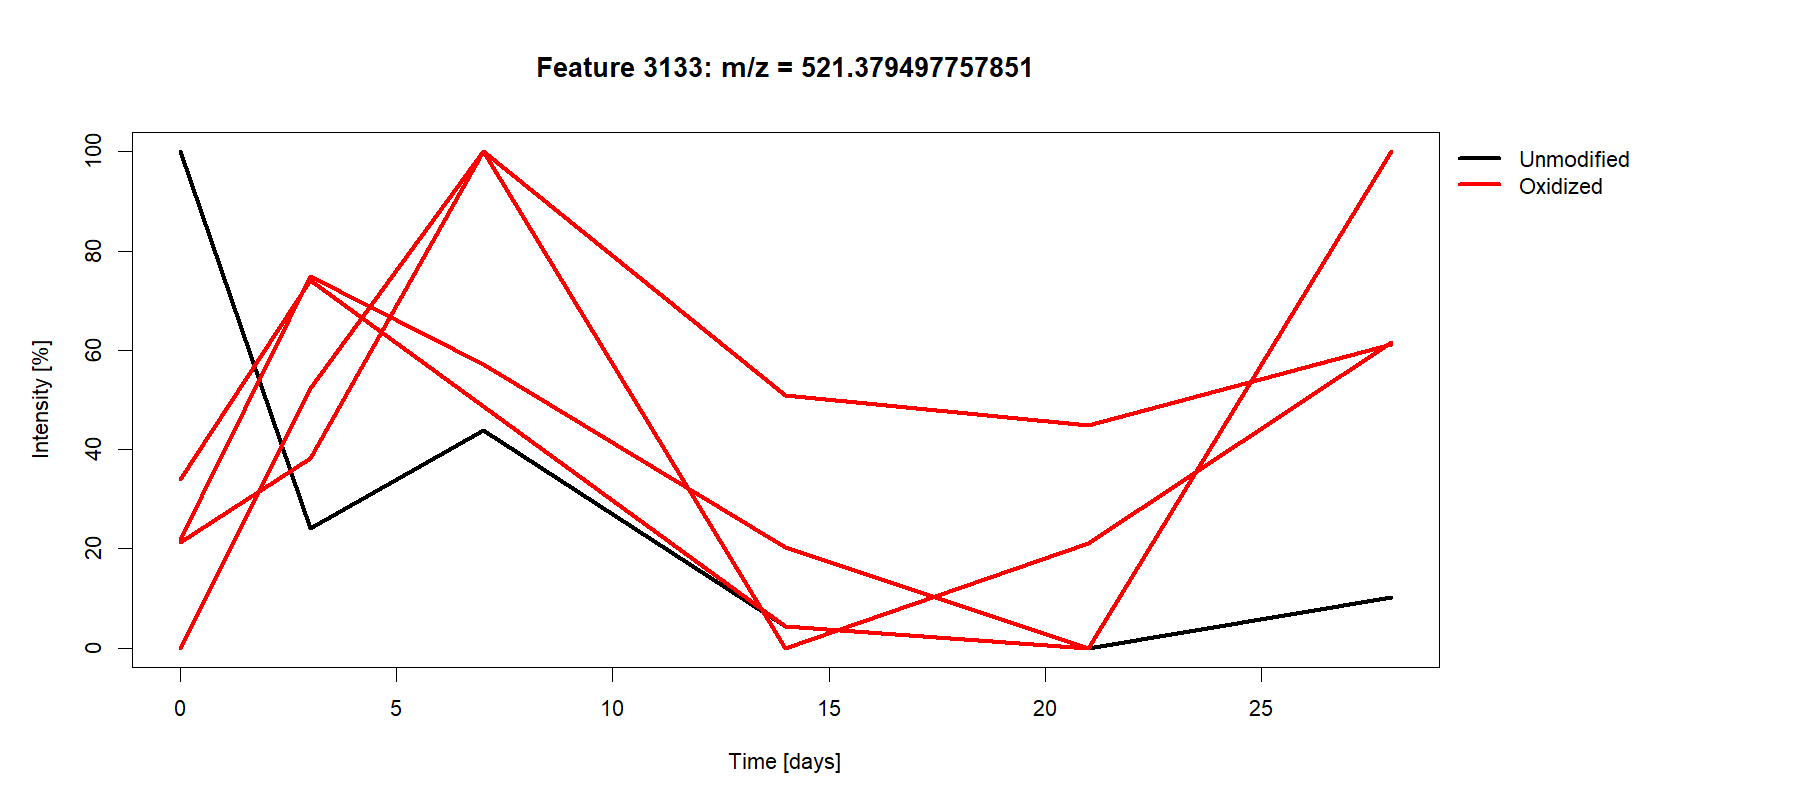 Feature 3133: m/z = 521.379497757851
Unmodified
Oxidized
Intensity [%]
100
80
60
40
20
0
0 5 10 15 20 25
Time [days]